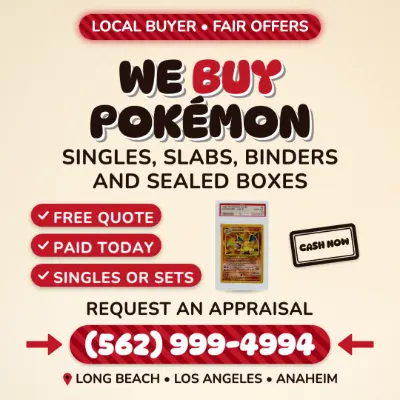 LOCAL BUYER • FAIR OFFERS
WE BUY
POKÉMON
SINGLES, SLABS, BINDERS
AND SEALED BOXES
✓ FREE QUOTE
✓ PAID TODAY
✓ SINGLES OR SETS
CASH NOW
REQUEST AN APPRAISAL
(562) 999-4994
LONG BEACH • LOS ANGELES • ANAHEIM